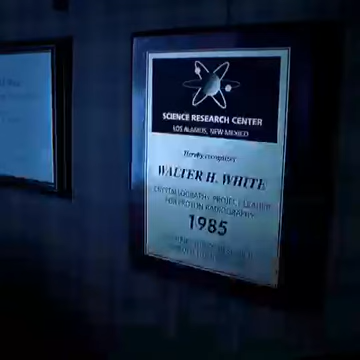 SCIENCE RESEARCH CENTER
LOS ALAMOS, NEW MEXICO
Hereby recognizes
WALTER H. WHITE
CRYSTALLOGRAPHY PROJECT LEADER
FOR PROTON RADIOGRAPHY
1985